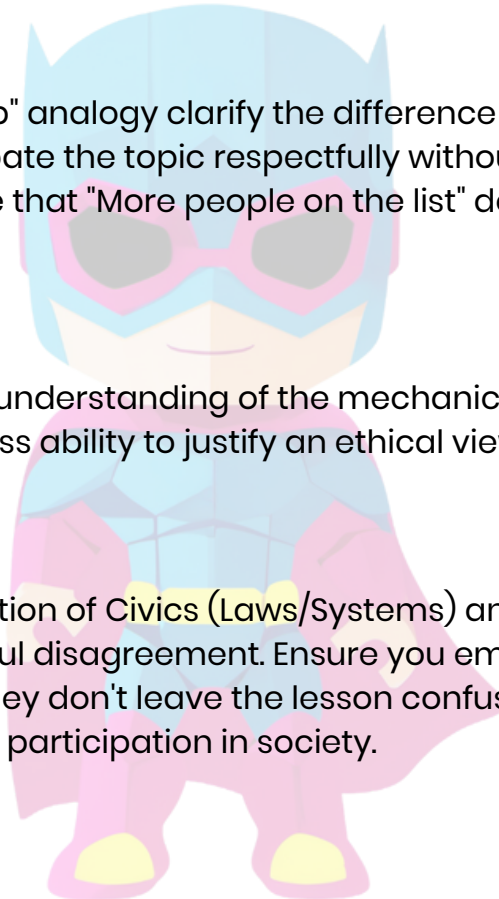 " analogy clarify the difference
ate the topic respectfully withou
that "More people on the list" d
understanding of the mechanic
ss ability to justify an ethical vie
tion of Civics (Laws/Systems) an
ul disagreement. Ensure you em
ey don't leave the lesson confus
participation in society.